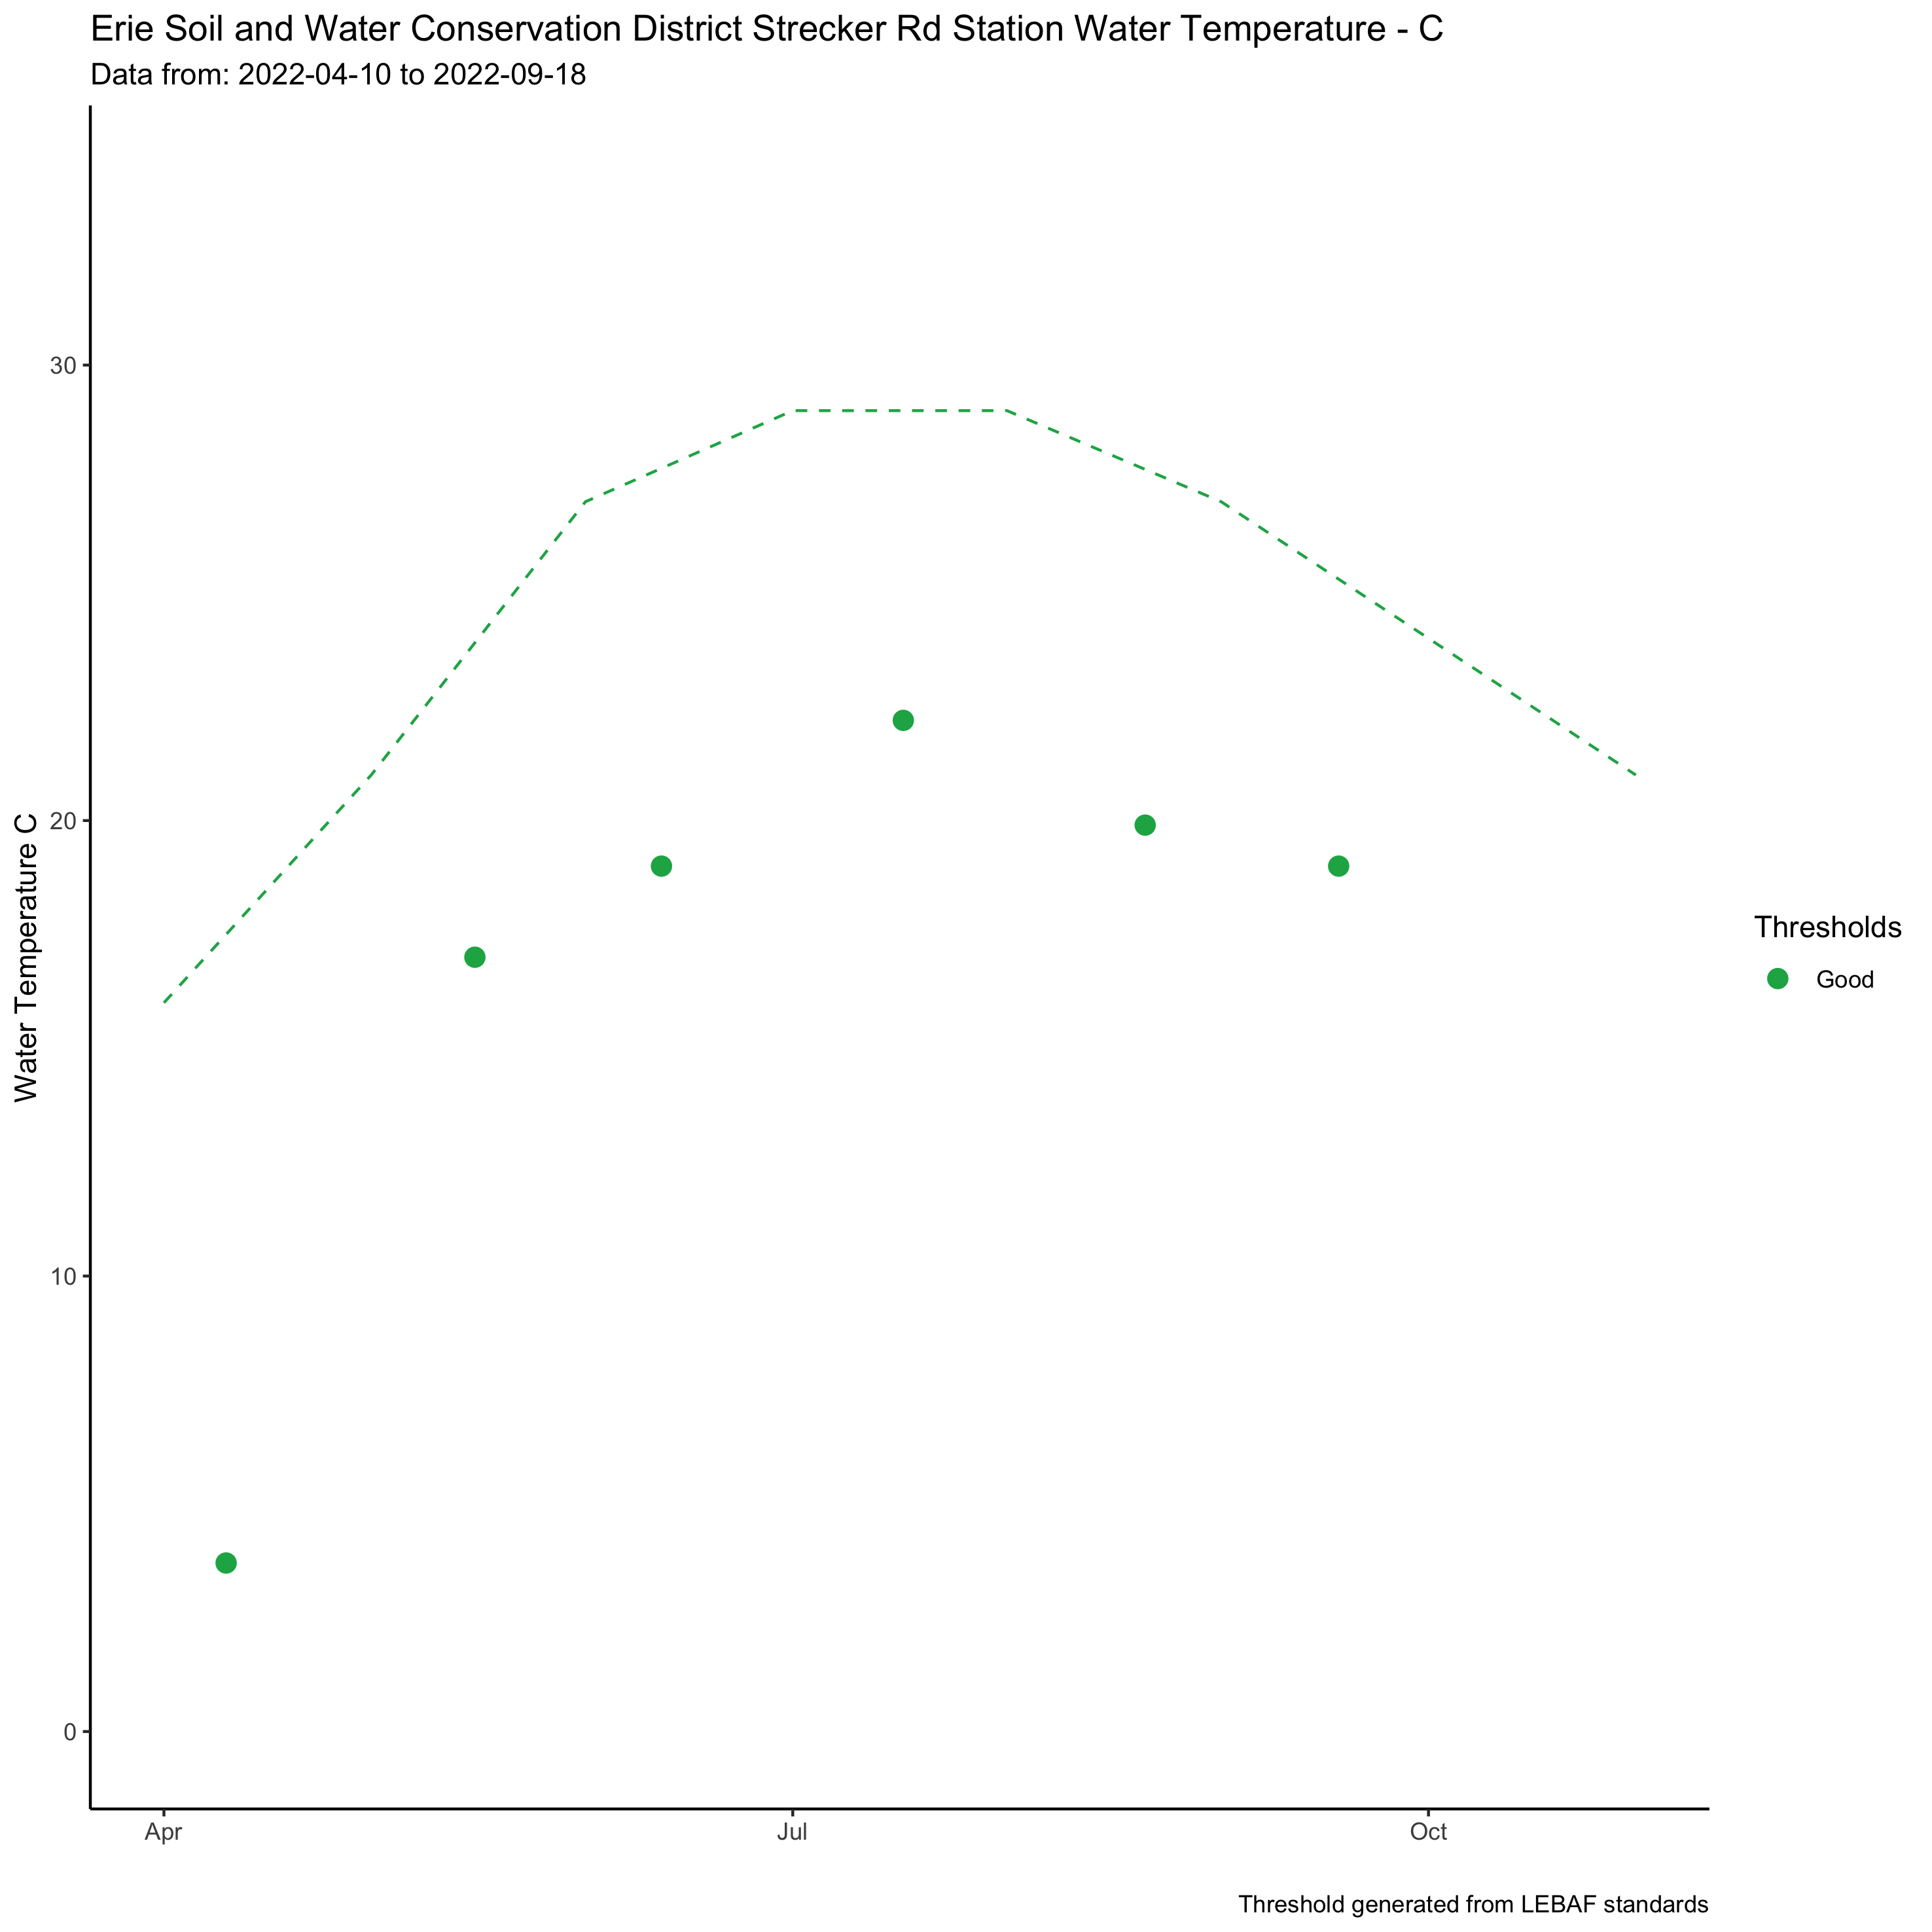 Erie Soil and Water Conservation District Strecker Rd Station Water Temperature - C
Data from: 2022-04-10 to 2022-09-18
Water Temperature C
30
20
10
0
Apr
Jul
Oct
Thresholds
Good
Threshold generated from LEBAF standards